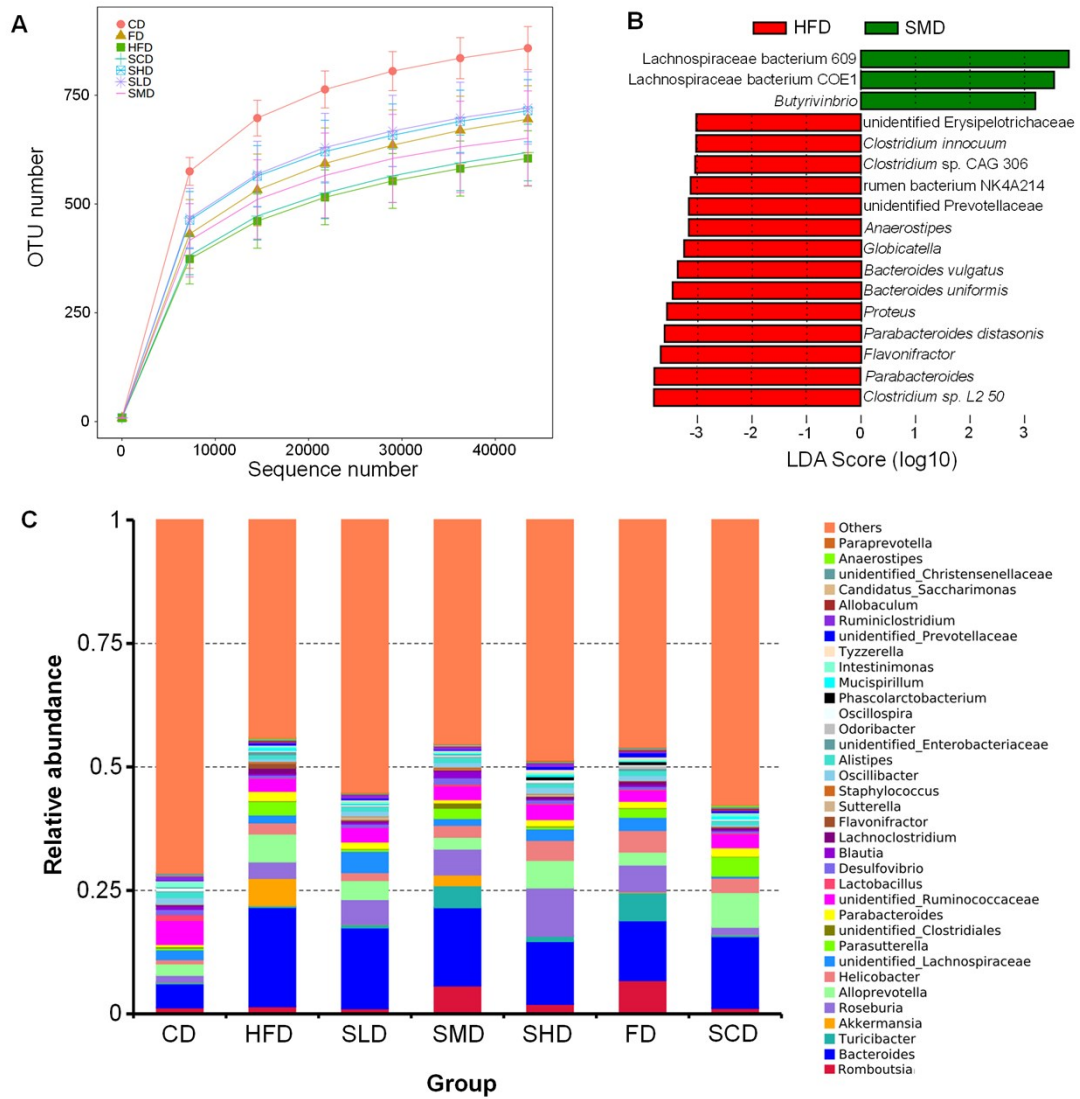 A
CD
FD
HFD
SCD
SHD
SLD
SMD
OTU number
750
500
250
0
0 10000 20000 30000 40000
Sequence number
B
HFD SMD
Lachnospiraceae bacterium 609
Lachnospiraceae bacterium COE1
Butyrivinbrio
unidentified Erysipelotrichaceae
Clostridium innocuum
Clostridium sp. CAG 306
rumen bacterium NK4A214
unidentified Prevotellaceae
Anaerostipes
Globicatella
Bacteroides vulgatus
Bacteroides uniformis
Proteus
Parabacteroides distasonis
Flavonifractor
Parabacteroides
Clostridium sp. L2 50
-3 -2 -1 0 1 2 3
LDA Score (log10)
C
Relative abundance
1
0.75
0.5
0.25
0
CD HFD SLD SMD SHD FD SCD
Group
Others
Paraprevotella
Anaerostipes
unidentified_Christensenellaceae
Candidatus_Saccharimonas
Allobaculum
Ruminiclostridium
unidentified_Prevotellaceae
Tyzzerella
Intestinimonas
Mucispirillum
Phascolarctobacterium
Oscillospira
Odoribacter
unidentified_Enterobacteriaceae
Alistipes
Oscillibacter
Staphylococcus
Sutterella
Flavonifractor
Lachnoclostridium
Blautia
Desulfovibrio
Lactobacillus
unidentified_Ruminococcaceae
Parabacteroides
unidentified_Clostridiales
Parasutterella
unidentified_Lachnospiraceae
Helicobacter
Alloprevotella
Roseburia
Akkermansia
Turicibacter
Bacteroides
Romboutsia